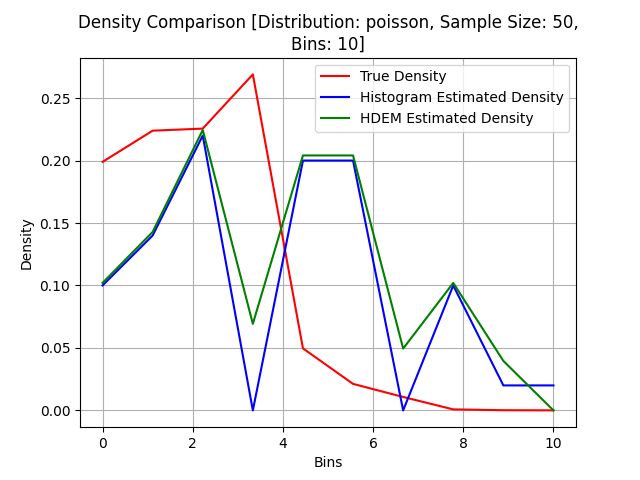 Density Comparison [Distribution: poisson, Sample Size: 50,
Bins: 10]
True Density
Histogram Estimated Density
HDEM Estimated Density
Density
0.25
0.20
0.15
0.10
0.05
0.00
0 2 4 6 8 10
Bins